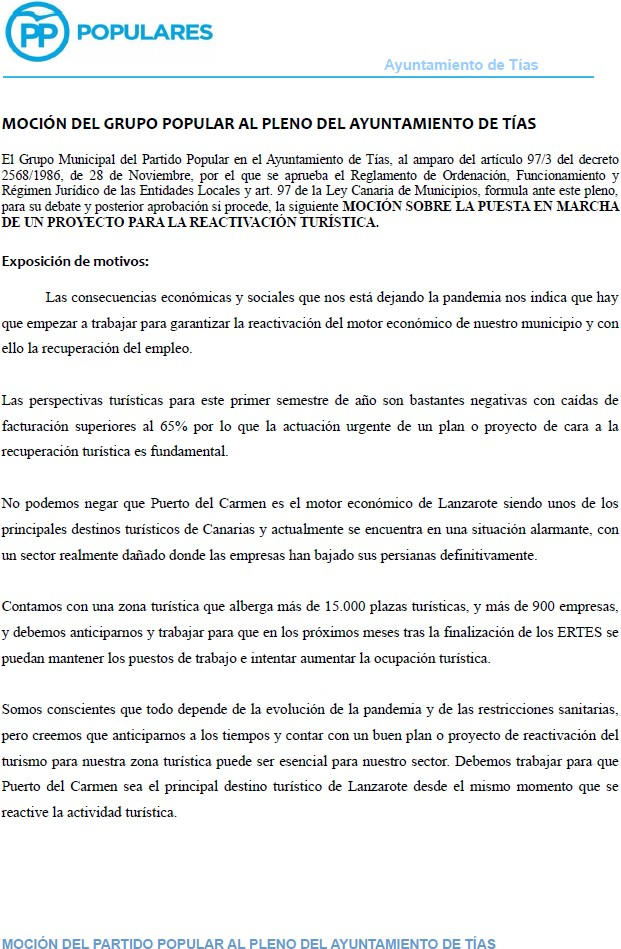 PP POPULARES
Ayuntamiento de Tías
MOCIÓN DEL GRUPO POPULAR AL PLENO DEL AYUNTAMIENTO DE TÍAS
El Grupo Municipal del Partido Popular en el Ayuntamiento de Tías, al amparo del artículo 97/3 del decreto
2568/1986, de 28 de Noviembre, por el que se aprueba el Reglamento de Ordenación, Funcionamiento y
Régimen Jurídico de las Entidades Locales y art. 97 de la Ley Canaria de Municipios, formula ante este pleno,
para su debate y posterior aprobación si procede, la siguiente MOCIÓN SOBRE LA PUESTA EN MARCHA
DE UN PROYECTO PARA LA REACTIVACIÓN TURÍSTICA.
Exposición de motivos:
Las consecuencias económicas y sociales que nos está dejando la pandemia nos indica que hay
que empezar a trabajar para garantizar la reactivación del motor económico de nuestro municipio y con
ello la recuperación del empleo.
Las perspectivas turísticas para este primer semestre de año son bastantes negativas con caídas de
facturación superiores al 65% por lo que la actuación urgente de un plan o proyecto de cara a la
recuperación turística es fundamental.
No podemos negar que Puerto del Carmen es el motor económico de Lanzarote siendo unos de los
principales destinos turísticos de Canarias y actualmente se encuentra en una situación alarmante, con
un sector realmente dañado donde las empresas han bajado sus persianas definitivamente.
Contamos con una zona turística que alberga más de 15.000 plazas turísticas, y más de 900 empresas,
y debemos anticiparnos y trabajar para que en los próximos meses tras la finalización de los ERTES se
puedan mantener los puestos de trabajo e intentar aumentar la ocupación turística.
Somos conscientes que todo depende de la evolución de la pandemia y de las restricciones sanitarias,
pero creemos que anticiparnos a los tiempos y contar con un buen plan o proyecto de reactivación del
turismo para nuestra zona turística puede ser esencial para nuestro sector. Debemos trabajar para que
Puerto del Carmen sea el principal destino turístico de Lanzarote desde el mismo momento que se
reactive la actividad turística.
MOCIÓN DEL PARTIDO POPULAR AL PLENO DEL AYUNTAMIENTO DE TÍAS